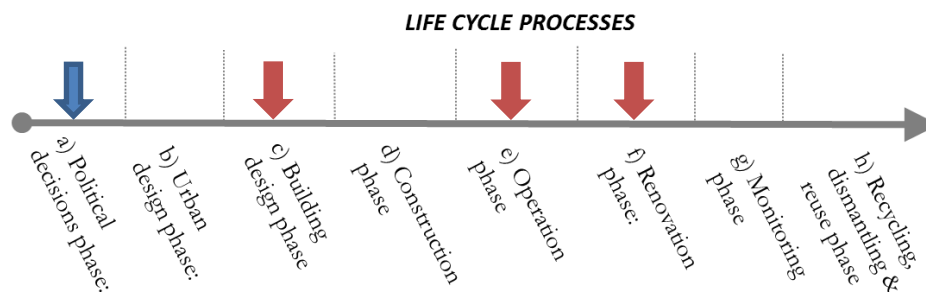 LIFE CYCLE PROCESSES
a) Political
decisions phase:
b) Urban
design phase:
c) Building
design phase
d) Construction
phase
e) Operation
phase
f) Renovation
phase:
g) Monitoring
phase
h) Recycling,
dismantling &
reuse phase